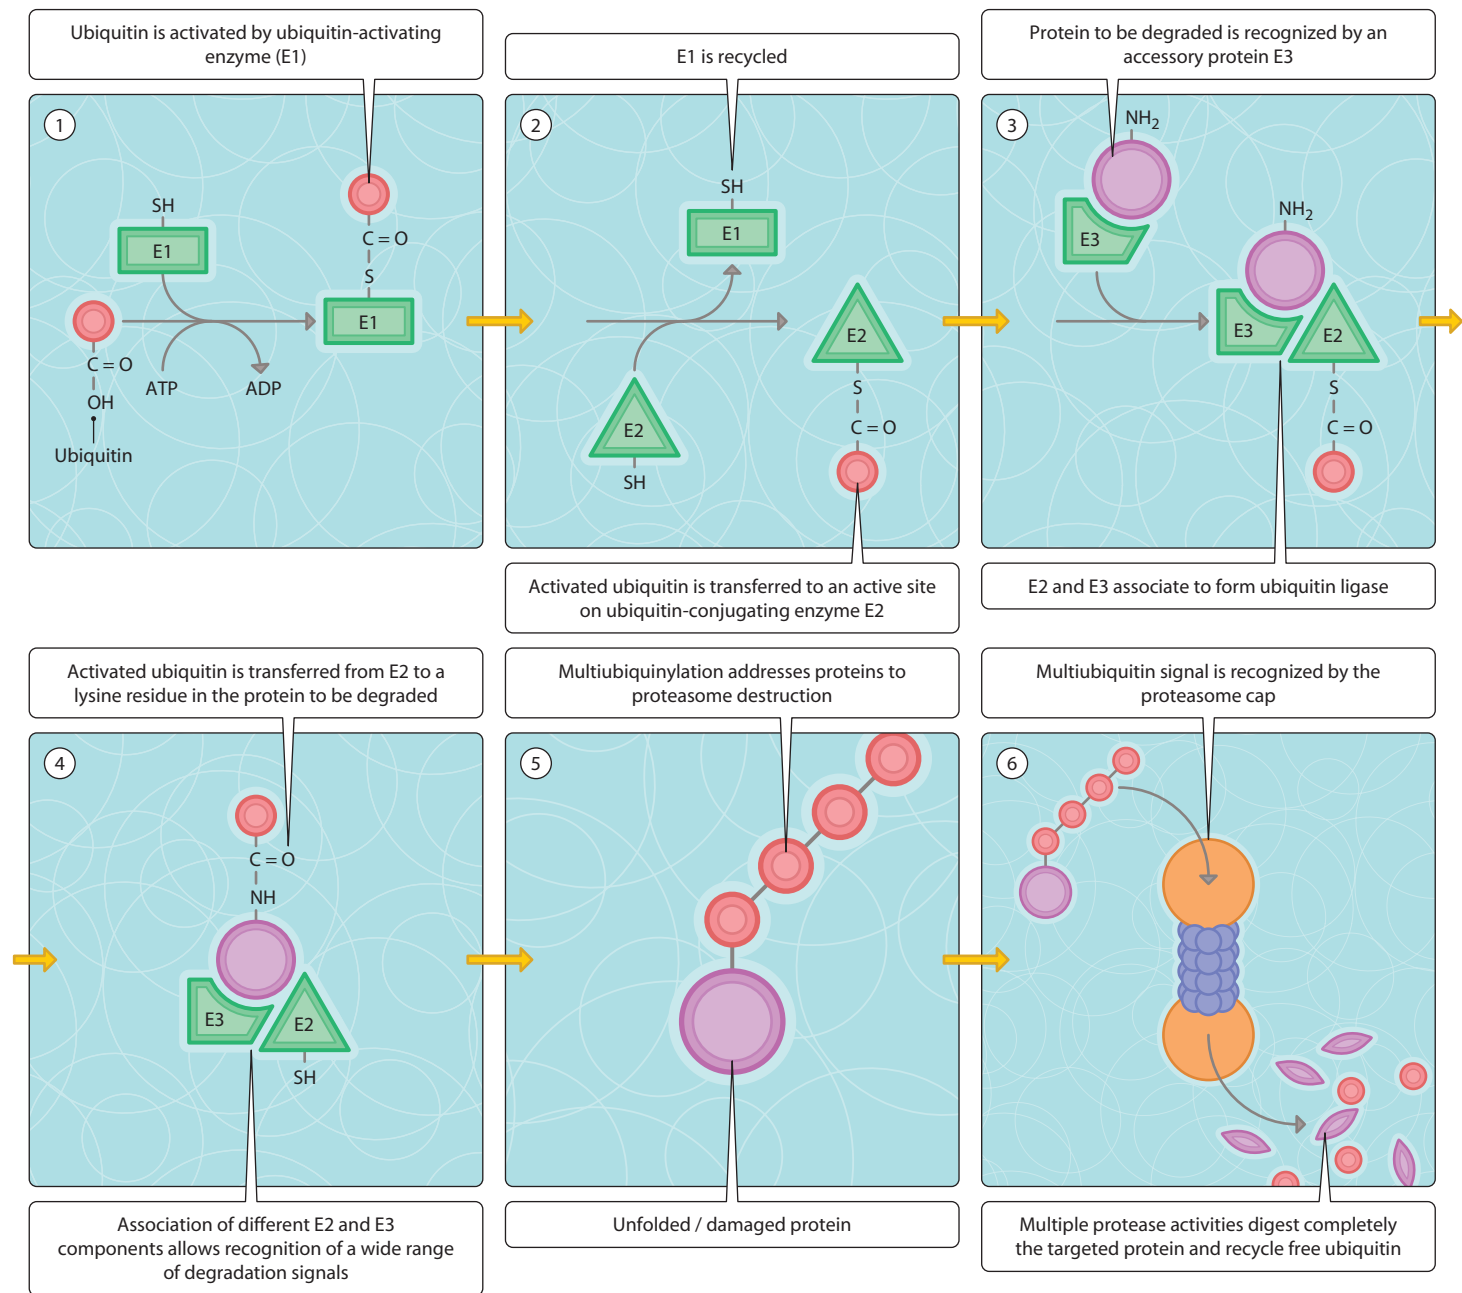 Ubiquitin is activated by ubiquitin-activating
enzyme (E1)
1
SH
E1
C = O
S
E1
C = O
OH
ATP
ADP
Ubiquitin
E1 is recycled
2
SH
E1
E2
S
C = O
E2
SH
Activated ubiquitin is transferred to an active site
on ubiquitin-conjugating enzyme E2
Protein to be degraded is recognized by an
accessory protein E3
3
NH₂
E3
NH₂
E3
E2
S
C = O
E2 and E3 associate to form ubiquitin ligase
Activated ubiquitin is transferred from E2 to a
lysine residue in the protein to be degraded
4
C = O
NH
E3
E2
SH
Association of different E2 and E3
components allows recognition of a wide range
of degradation signals
Multiubiquinylation addresses proteins to
proteasome destruction
5
Unfolded / damaged protein
Multiubiquitin signal is recognized by the
proteasome cap
6
Multiple protease activities digest completely
the targeted protein and recycle free ubiquitin